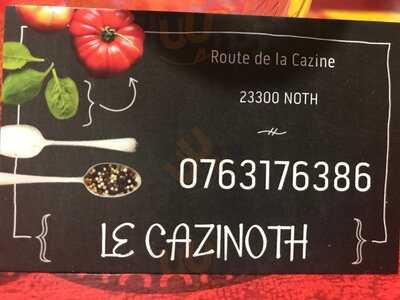 Route de la Cazine
23300 NOTH
0763176386
LE CAZINOTH